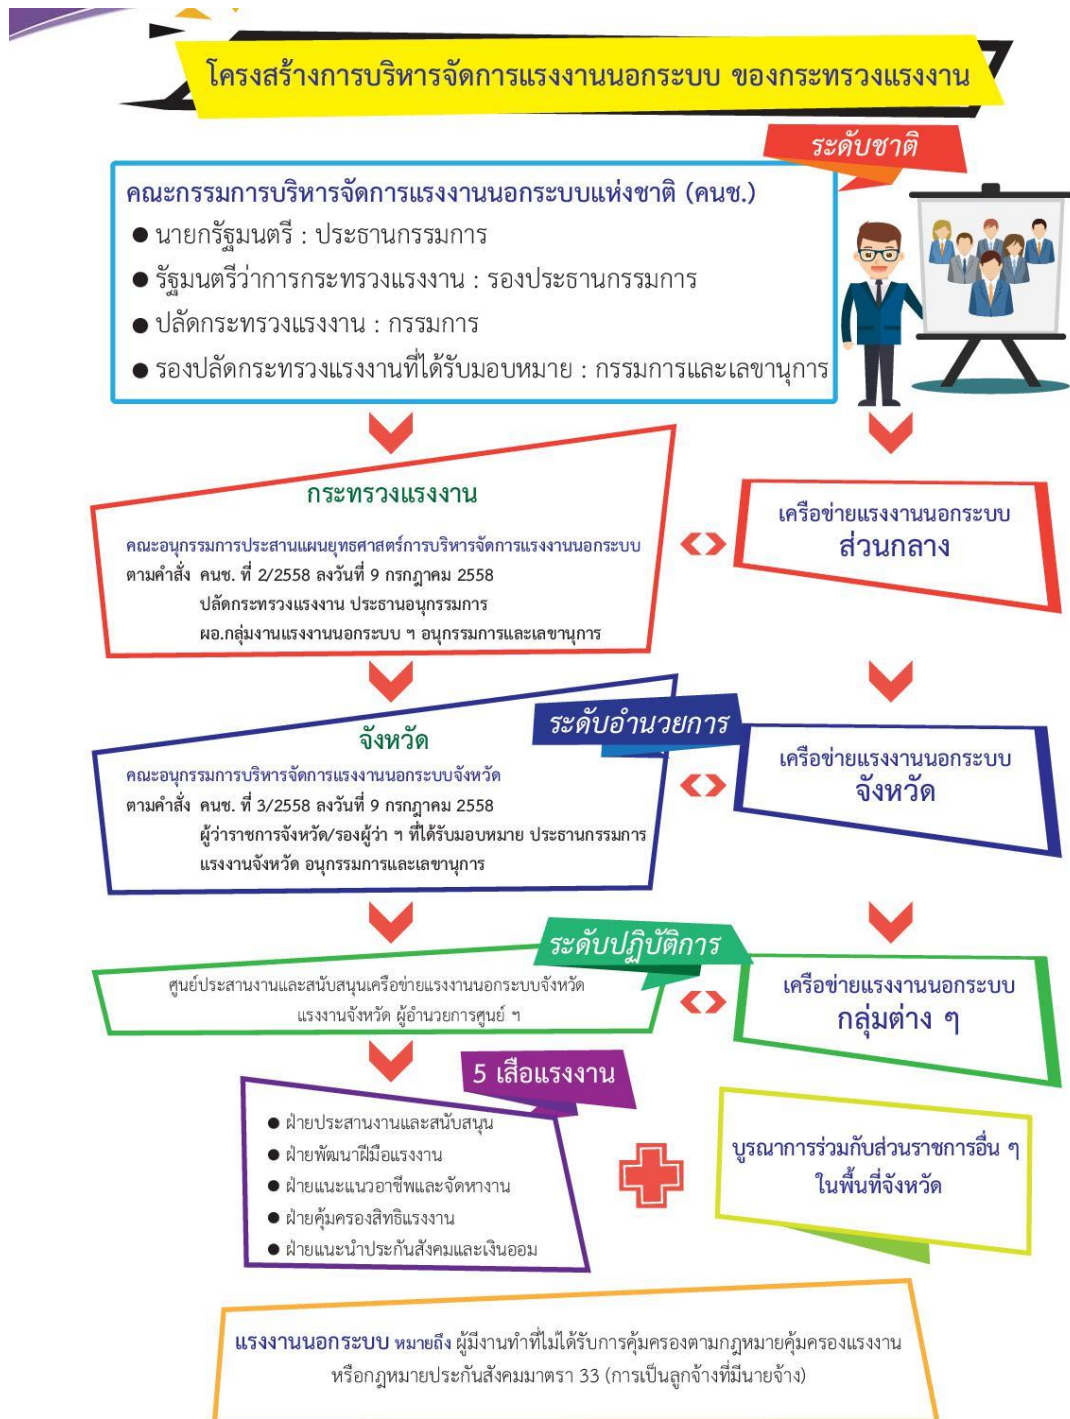 โครงสร้างการบริหารจัดการแรงงานนอกระบบ ของกระทรวงแรงงาน
ระดับชาติ
คณะกรรมการบริหารจัดการแรงงานนอกระบบแห่งชาติ (คนช.)
● นายกรัฐมนตรี : ประธานกรรมการ
● รัฐมนตรีว่าการกระทรวงแรงงาน : รองประธานกรรมการ
● ปลัดกระทรวงแรงงาน : กรรมการ
● รองปลัดกระทรวงแรงงานที่ได้รับมอบหมาย : กรรมการและเลขานุการ
กระทรวงแรงงาน
คณะอนุกรรมการประสานแผนยุทธศาสตร์การบริหารจัดการแรงงานนอกระบบ
ตามคำสั่ง คนช. ที่ 2/2558 ลงวันที่ 9 กรกฎาคม 2558
ปลัดกระทรวงแรงงาน ประธานอนุกรรมการ
ผอ.กลุ่มงานแรงงานนอกระบบ ฯ อนุกรรมการและเลขานุการ
เครือข่ายแรงงานนอกระบบ
ส่วนกลาง
ระดับอำนวยการ
จังหวัด
คณะอนุกรรมการบริหารจัดการแรงงานนอกระบบจังหวัด
ตามคำสั่ง คนช. ที่ 3/2558 ลงวันที่ 9 กรกฎาคม 2558
ผู้ว่าราชการจังหวัด/รองผู้ว่า ฯ ที่ได้รับมอบหมาย ประธานกรรมการ
แรงงานจังหวัด อนุกรรมการและเลขานุการ
เครือข่ายแรงงานนอกระบบ
จังหวัด
ระดับปฏิบัติการ
ศูนย์ประสานงานและสนับสนุนเครือข่ายแรงงานนอกระบบจังหวัด
แรงงานจังหวัด ผู้อำนวยการศูนย์ ฯ
เครือข่ายแรงงานนอกระบบ
กลุ่มต่าง ๆ
5 เสือแรงงาน
● ฝ่ายประสานงานและสนับสนุน
● ฝ่ายพัฒนาฝีมือแรงงาน
● ฝ่ายแนะแนวอาชีพและจัดหางาน
● ฝ่ายคุ้มครองสิทธิแรงงาน
● ฝ่ายแนะนำประกันสังคมและเงินออม
บูรณาการร่วมกับส่วนราชการอื่น ๆ
ในพื้นที่จังหวัด
แรงงานนอกระบบ หมายถึง ผู้มีงานทำที่ไม่ได้รับการคุ้มครองตามกฎหมายคุ้มครองแรงงาน
หรือกฎหมายประกันสังคมมาตรา 33 (การเป็นลูกจ้างที่มีนายจ้าง)